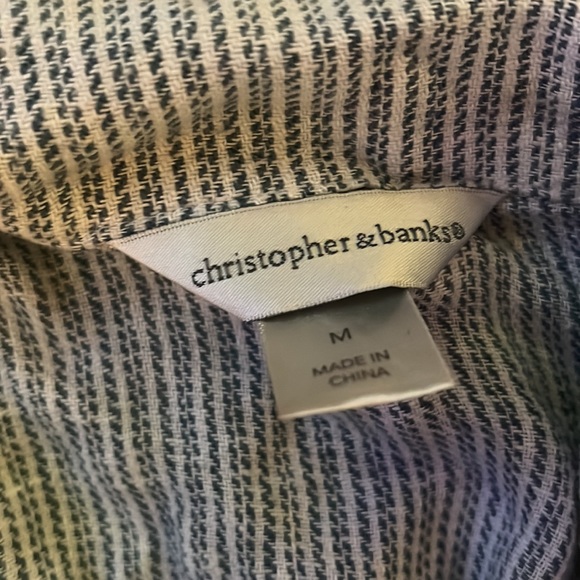 christopher & banks®
M
MADE IN
CHINA